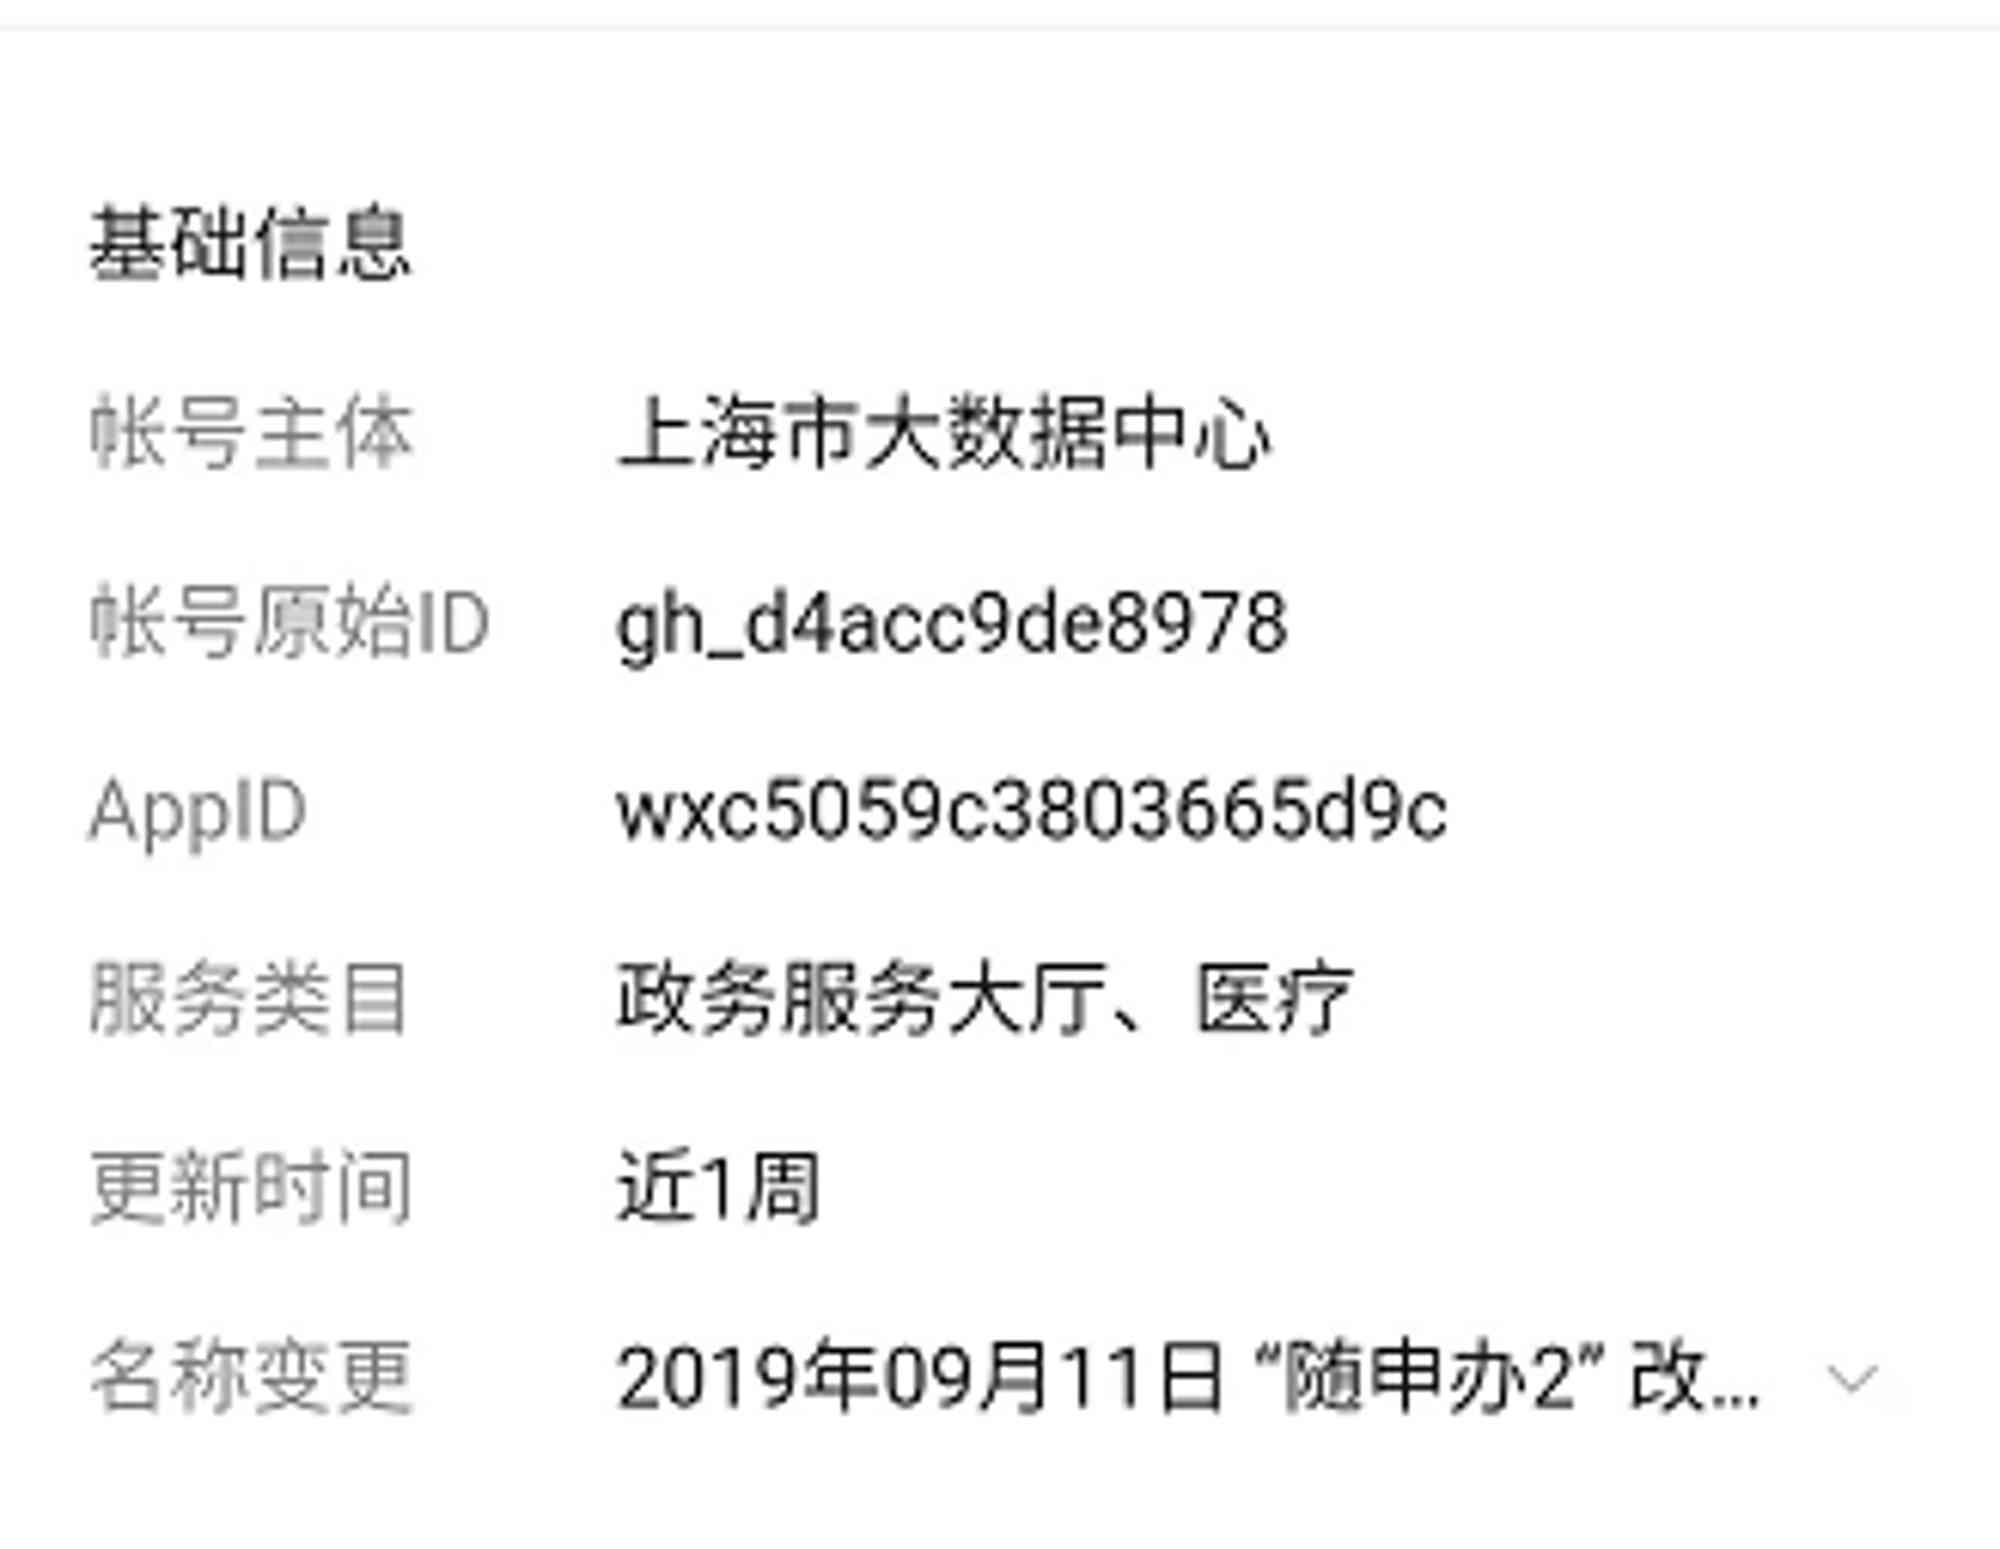 基础信息
帐号主体 上海市大数据中心
帐号原始ID gh_d4acc9de8978
AppID wxc5059c3803665d9c
服务类目 政务服务大厅、医疗
更新时间 近1周
名称变更 2019年09月11日 “随申办2” 改...